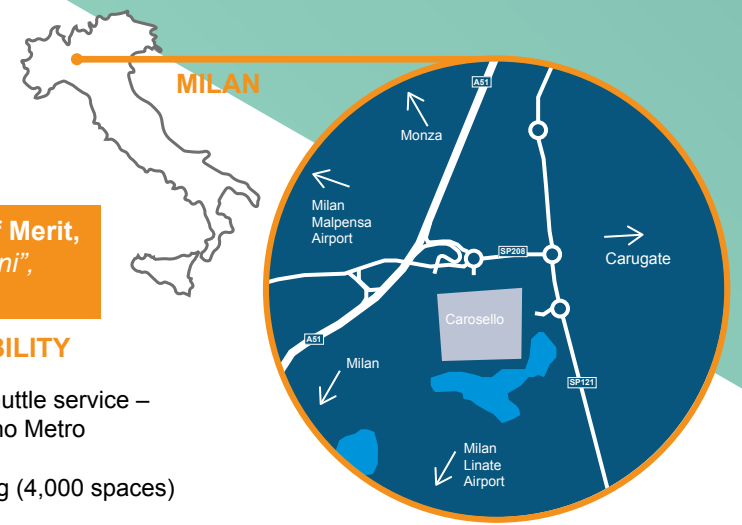 MILAN
A51
Monza
Milan
Malpensa
Airport
SP208
Carugate
Carosello
A51
Milan
SP121
Milan
Linate
Airport
Merit,
ni”,
BILITY
uttle service –
no Metro
g (4,000 spaces)